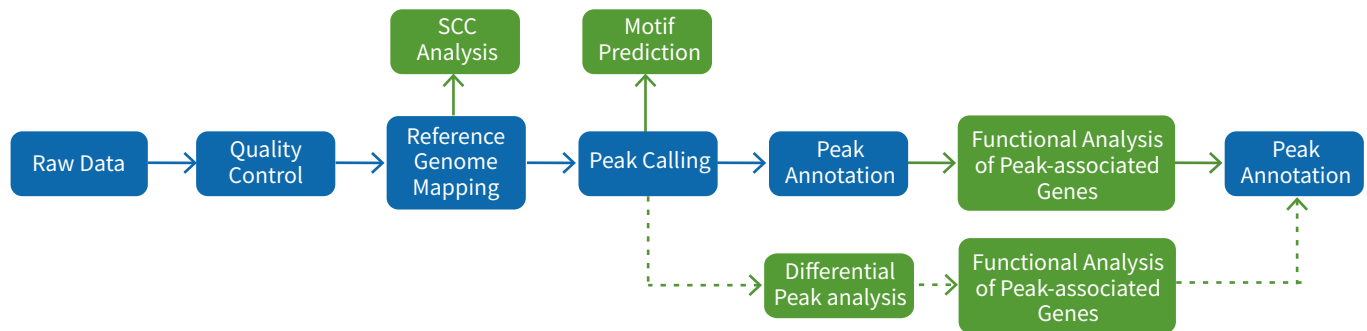 SCC
Analysis
Motif
Prediction
Raw Data
Quality
Control
Reference
Genome
Mapping
Peak Calling
Peak
Annotation
Functional Analysis
of Peak-associated
Genes
Peak
Annotation
Differential
Peak analysis
Functional Analysis
of Peak-associated
Genes